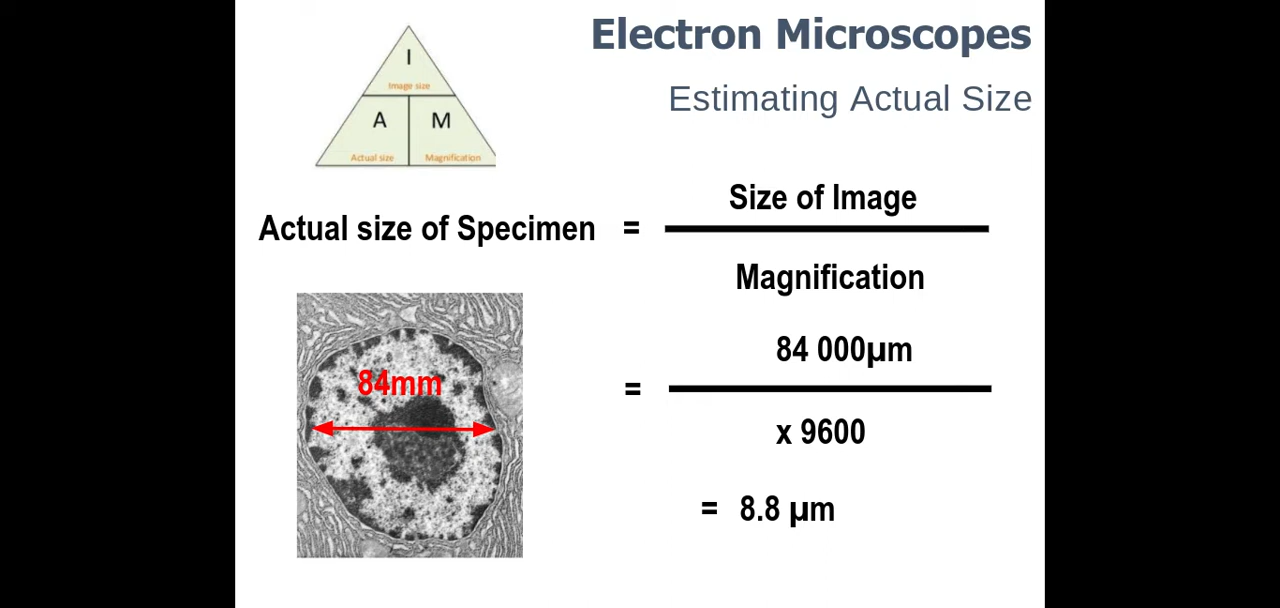 Electron Microscopes
Estimating Actual Size
I
Image size
A
M
Actual size
Magnification
Size of Image
Actual size of Specimen =
Magnification
84mm
84 000µm
=
x 9600
= 8.8 µm